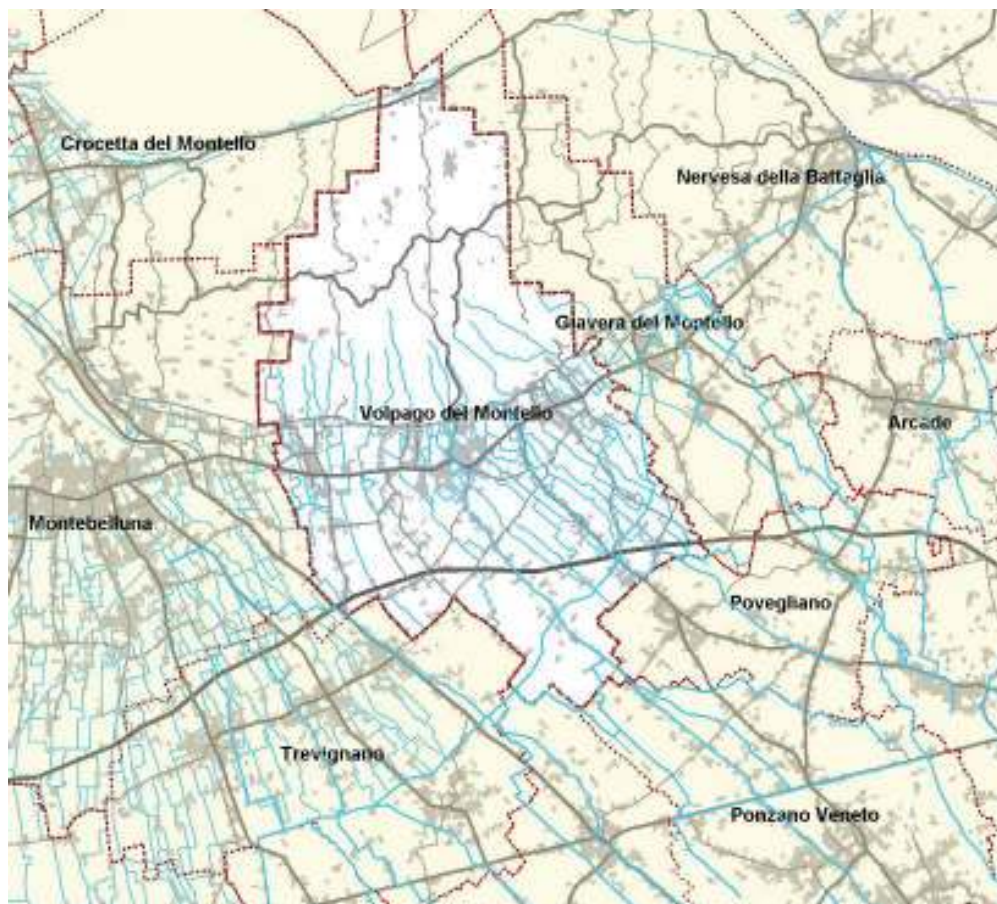 Crocetta del Montello
Nervesa della Battaglia
Giavera del Montello
Volpago del Montello
Arcade
Montebelluna
Povegliano
Trevignano
Ponzano Veneto